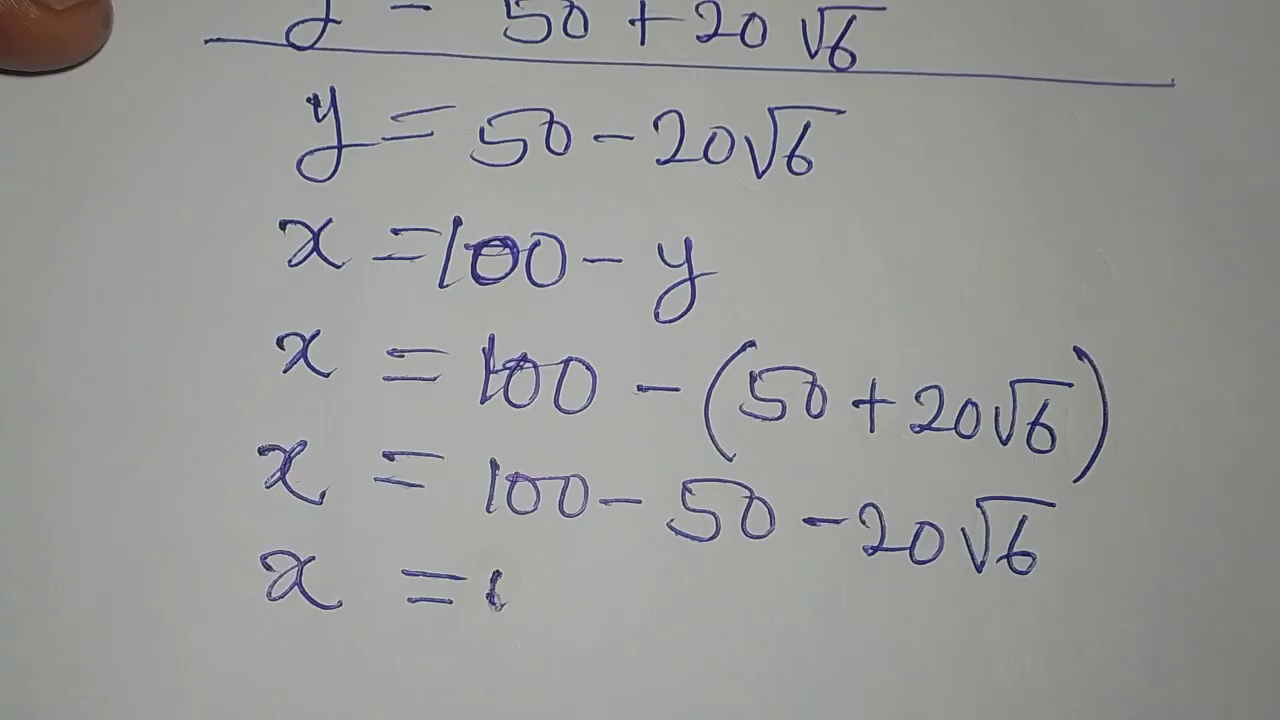 y = 50 + 20√6
y = 50 - 20√6
x = 100 - y
x = 100 - (50 + 20√6)
x = 100 - 50 - 20√6
x =